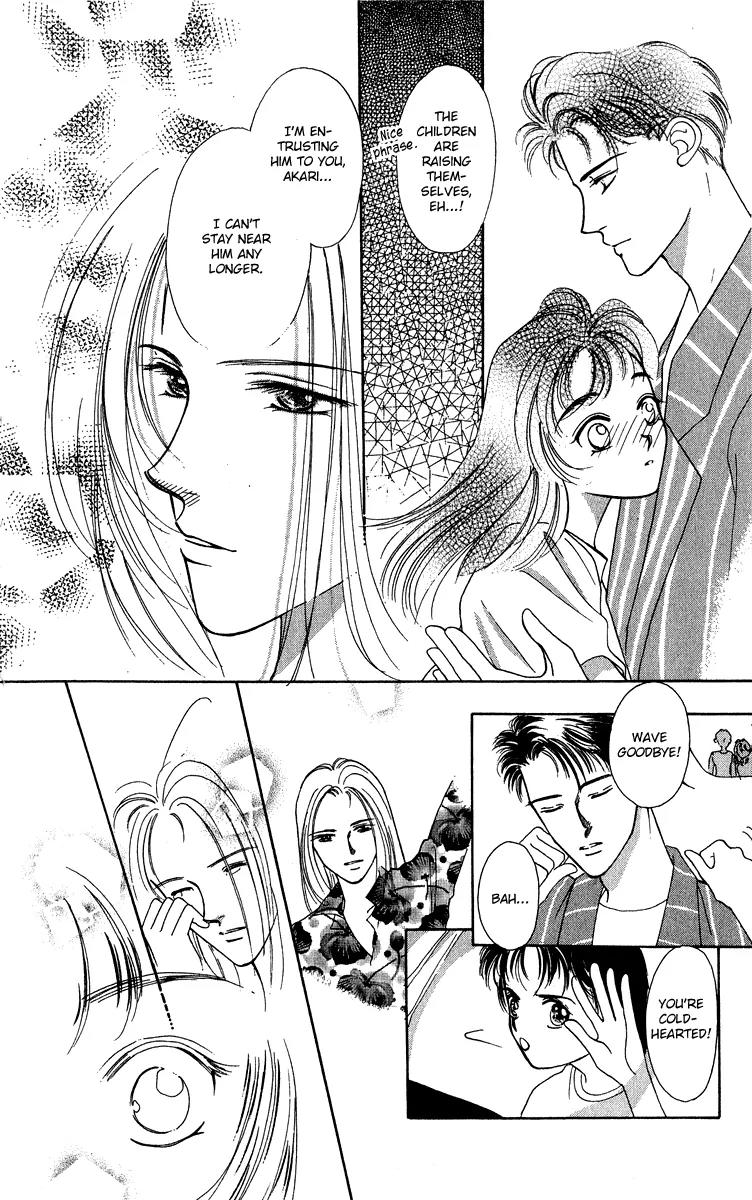 THE
CHILDREN
ARE
RAISING
THEM-
SELVES,
EH...!
Nice
phrase.
I'M EN-
TRUSTING
HIM TO YOU,
AKARI...
I CAN'T
STAY NEAR
HIM ANY
LONGER.
WAVE
GOODBYE!
BAH...
YOU'RE
COLD-
HEARTED!